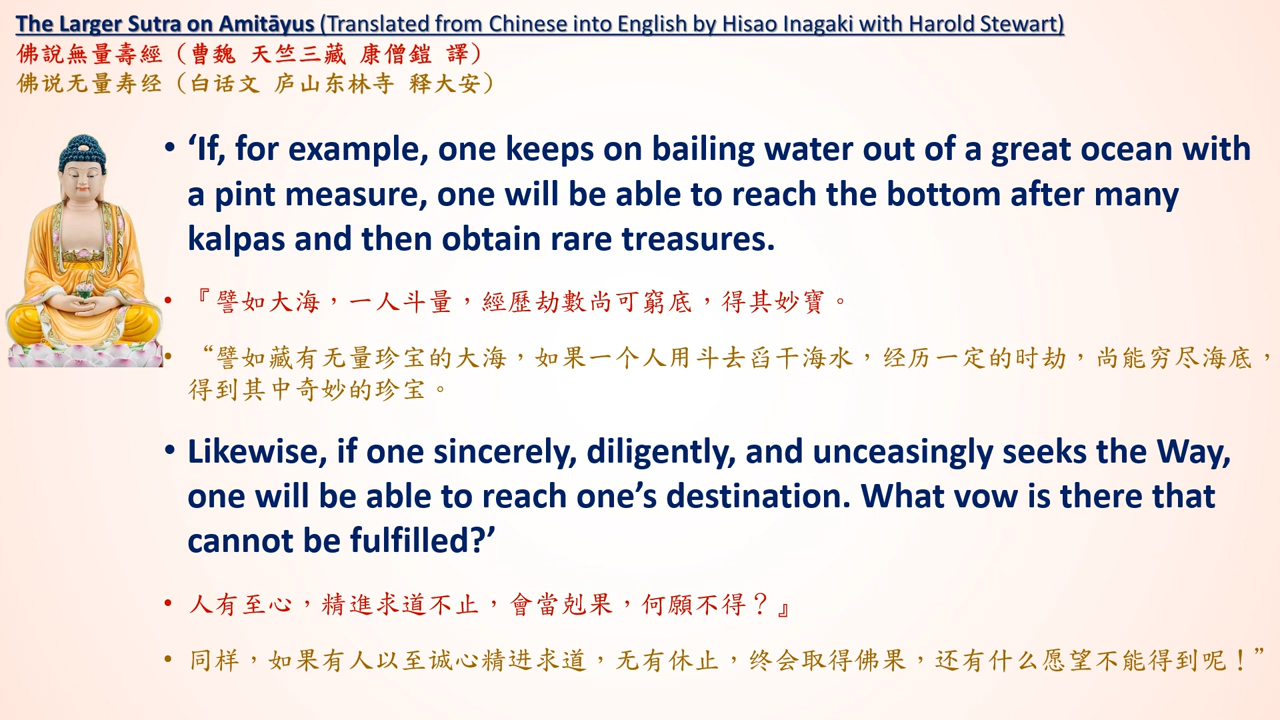 The Larger Sutra on Amitāyus (Translated from Chinese into English by Hisao Inagaki with Harold Stewart)
佛說無量壽經（曹魏 天竺三藏 康僧鎧 譯）
佛说无量寿经（白话文 庐山东林寺 释大安）
• ‘If, for example, one keeps on bailing water out of a great ocean with
a pint measure, one will be able to reach the bottom after many
kalpas and then obtain rare treasures.
• 『譬如大海，一人斗量，經歷劫數尚可窮底，得其妙寶。
• “譬如藏有无量珍宝的大海，如果一个人用斗去舀干海水，经历一定的时劫，尚能穷尽海底，
得到其中奇妙的珍宝。
• Likewise, if one sincerely, diligently, and unceasingly seeks the Way,
one will be able to reach one’s destination. What vow is there that
cannot be fulfilled?’
• 人有至心，精進求道不止，會當剋果，何願不得？』
• 同样，如果有人以至诚心精进求道，无有休止，终会取得佛果，还有什么愿望不能得到呢！”